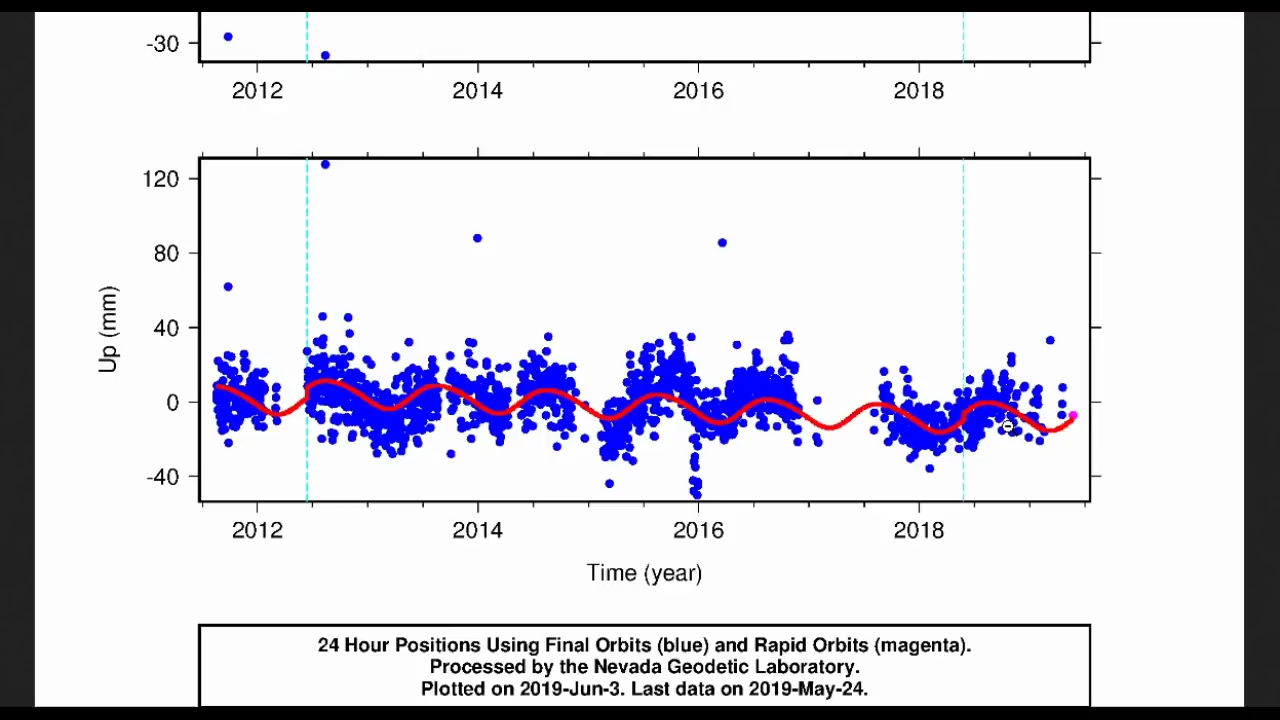 -30
2012 2014 2016 2018
120
80
40
0
-40
Up (mm)
2012 2014 2016 2018
Time (year)
24 Hour Positions Using Final Orbits (blue) and Rapid Orbits (magenta).
Processed by the Nevada Geodetic Laboratory.
Plotted on 2019-Jun-3. Last data on 2019-May-24.